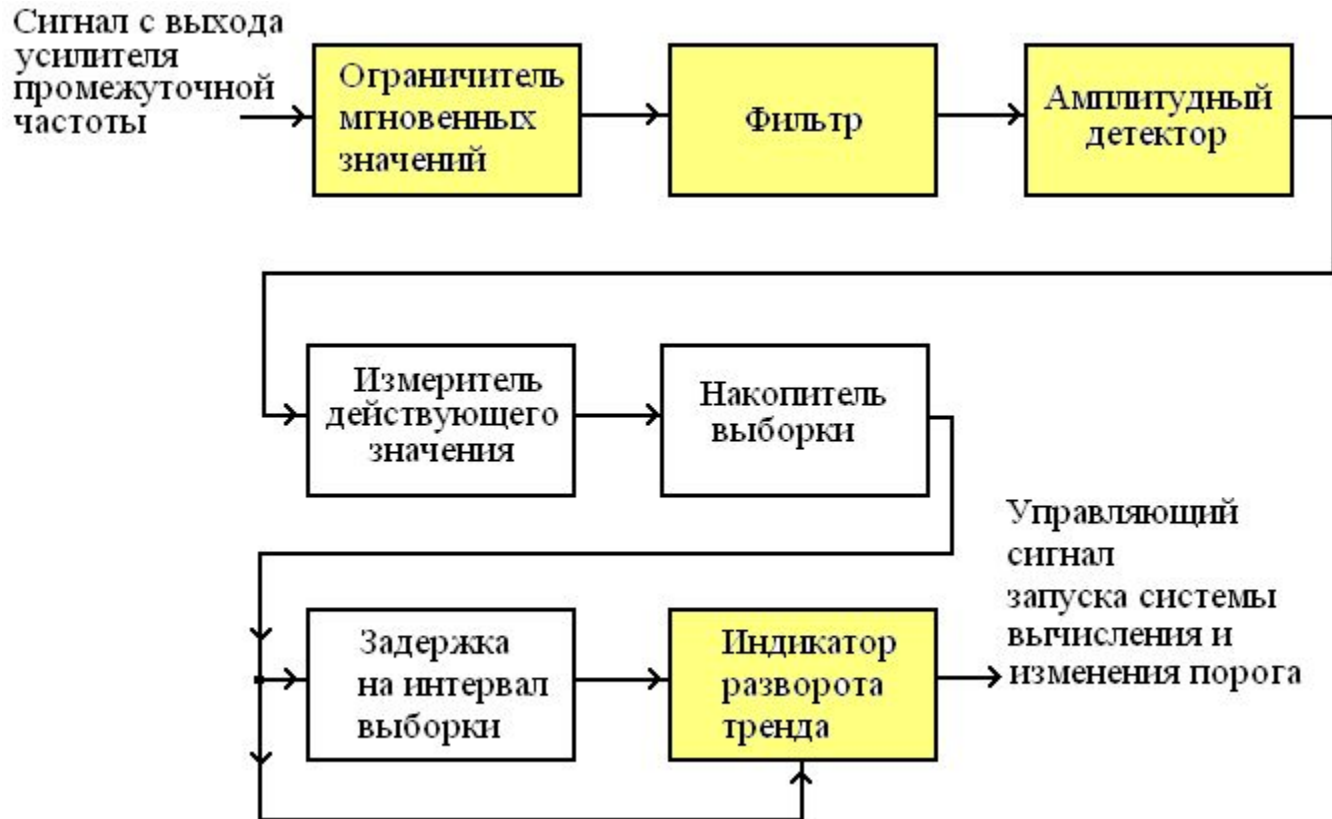 Сигнал с выхода
усилителя
промежуточной
частоты
Ограничитель
мгновенных
значений
Фильтр
Амплитудный
детектор
Измеритель
действующего
значения
Накопитель
выборки
Задержка
на интервал
выборки
Индикатор
разворота
тренда
Управляющий
сигнал
запуска системы
вычисления и
изменения порога